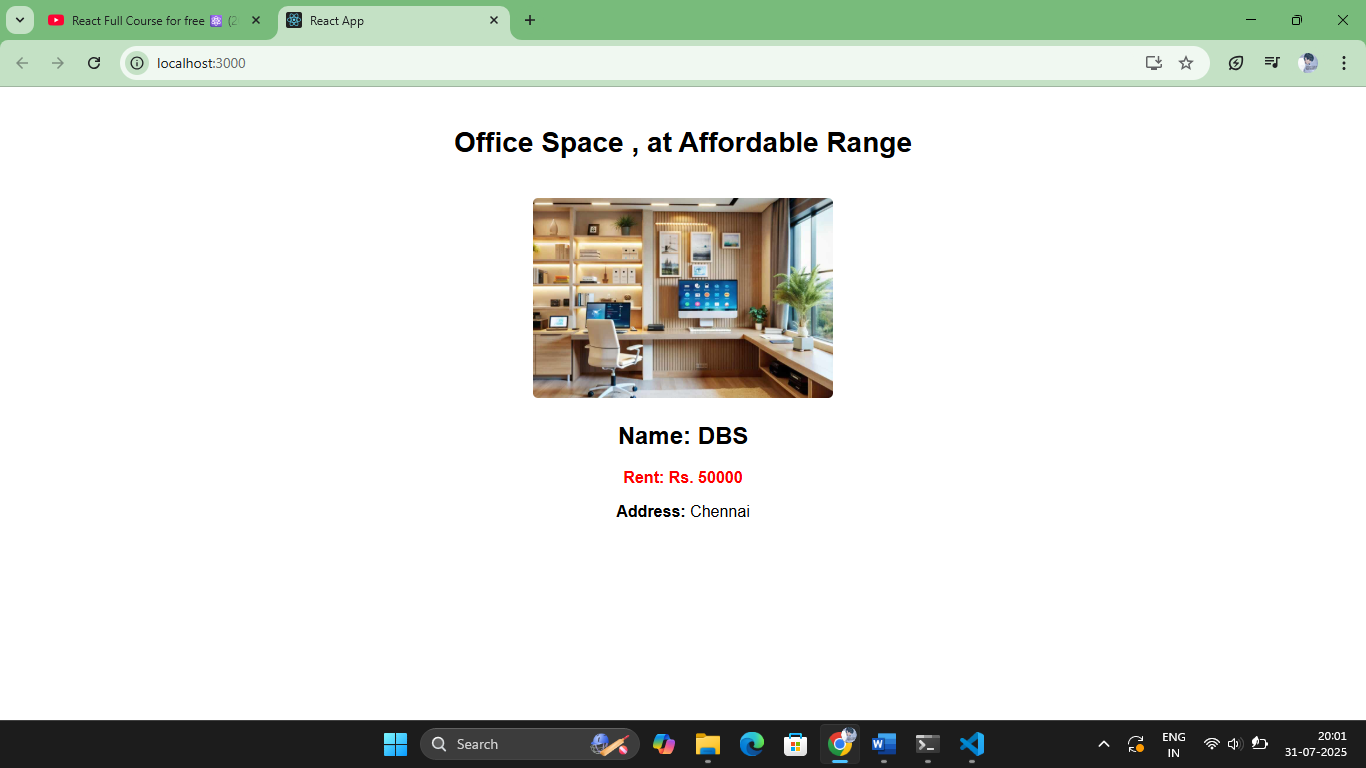 React Full Course for free ⚛️ (2
React App
localhost:3000
Office Space , at Affordable Range
Name: DBS
Rent: Rs. 50000
Address: Chennai
Search
ENG
IN
20:01
31-07-2025